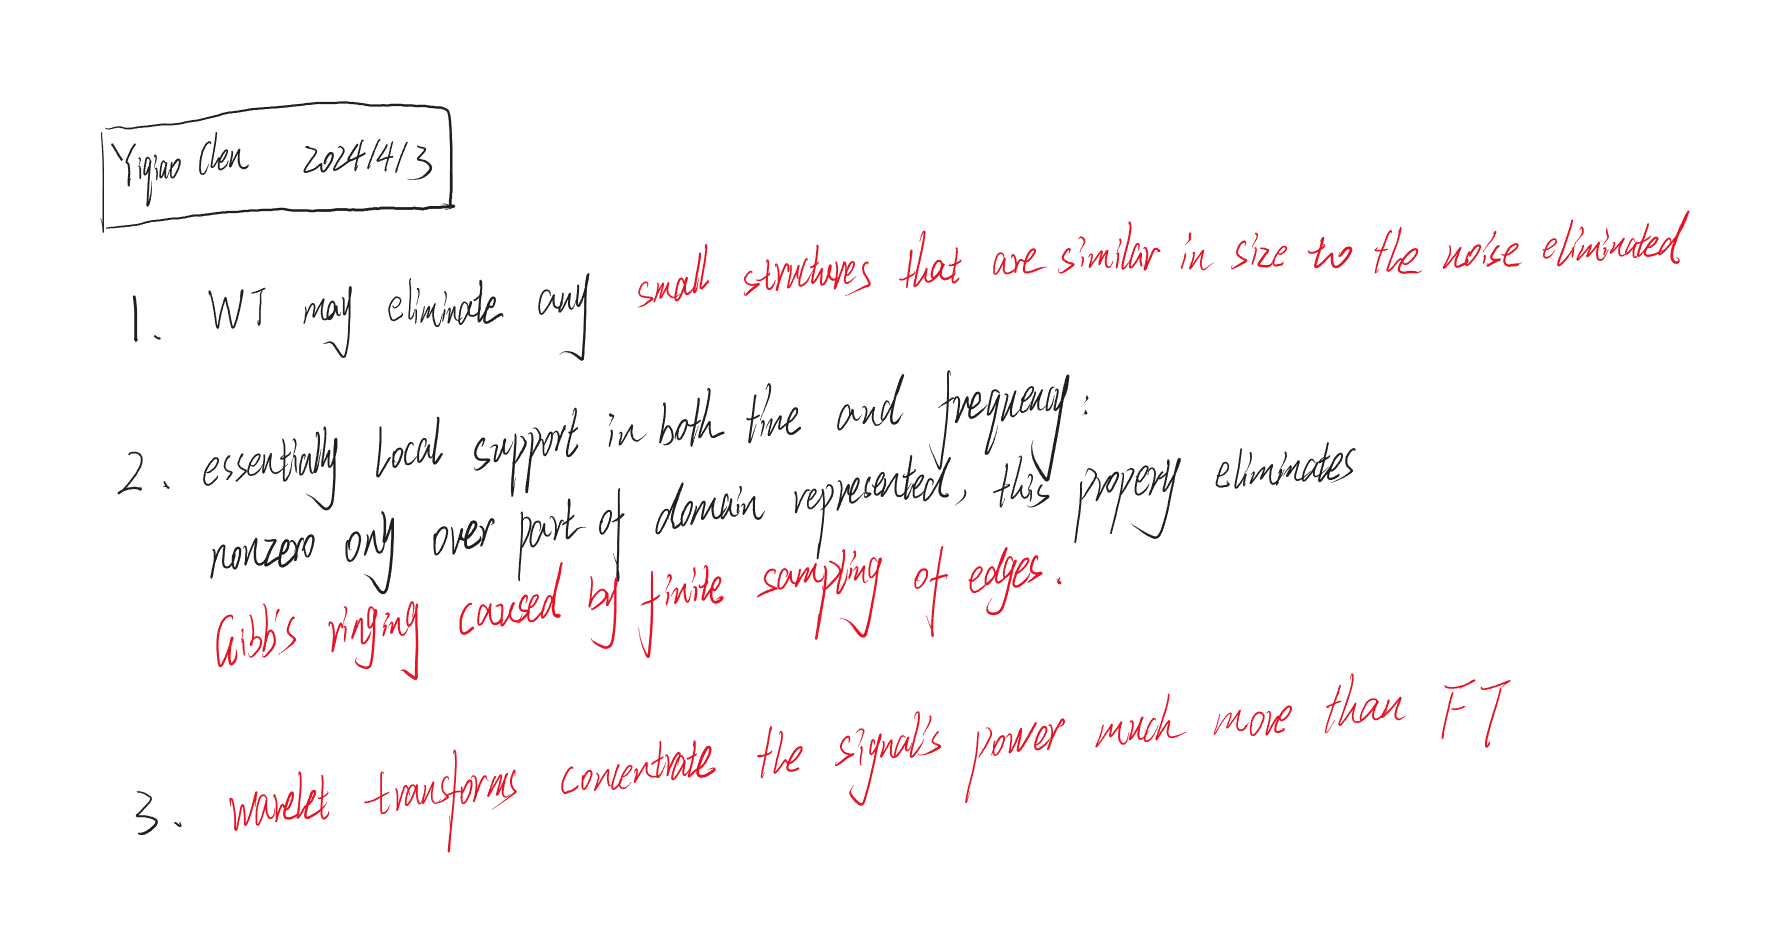 Yiqiao Chen 2024/4/3
1. WT may eliminate any small structures that are similar in size to the noise eliminated
2. essentially local support in both time and frequency:
nonzero ony over part of domain represented, this propery eliminates
Gibb's ringing caused by finite sampling of edges.
3. wavelet transforms concentrate the signal's power much more than FT